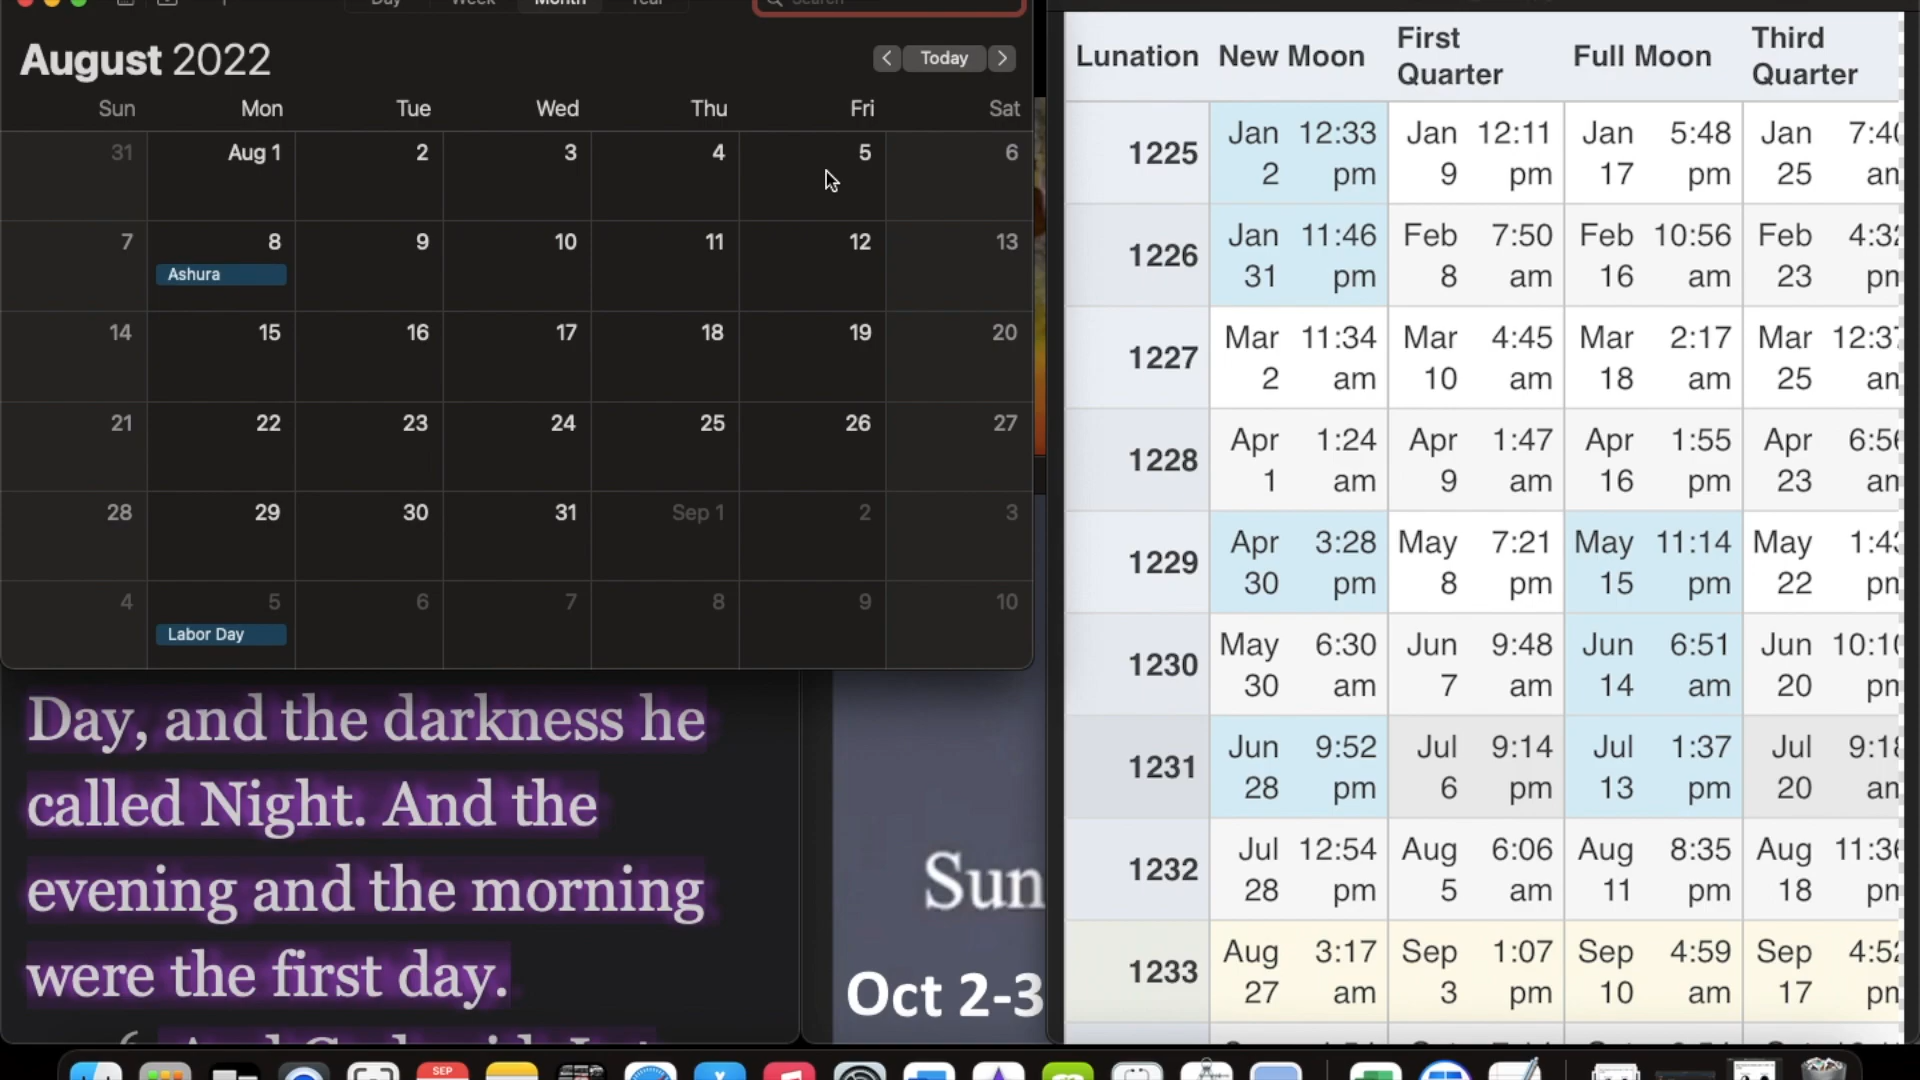 August 2022
Today
Sun Mon Tue Wed Thu Fri Sat
31 Aug 1 2 3 4 5 6
7 8 9 10 11 12 13
Ashura
14 15 16 17 18 19 20
21 22 23 24 25 26 27
28 29 30 31 Sep 1 2 3
4 5 6 7 8 9 10
Labor Day
Day, and the darkness he
called Night. And the
evening and the morning
were the first day.
Sun
Oct 2-3
SEP
Lunation New Moon First Quarter Full Moon Third Quarter
1225 Jan 2 12:33 pm Jan 9 12:11 pm Jan 17 5:48 pm Jan 25
1226 Jan 31 11:46 pm Feb 8 7:50 am Feb 16 10:56 am Feb 23
1227 Mar 2 11:34 am Mar 10 4:45 am Mar 18 2:17 am Mar 25
1228 Apr 1 1:24 am Apr 9 1:47 am Apr 16 1:55 pm Apr 23
1229 Apr 30 3:28 pm May 8 7:21 pm May 15 11:14 pm May 22
1230 May 30 6:30 am Jun 7 9:48 am Jun 14 6:51 am Jun 20
1231 Jun 28 9:52 pm Jul 6 9:14 pm Jul 13 1:37 pm Jul 20
1232 Jul 28 12:54 pm Aug 5 6:06 am Aug 11 8:35 pm Aug 18
1233 Aug 27 3:17 am Sep 3 1:07 pm Sep 10 4:59 am Sep 17